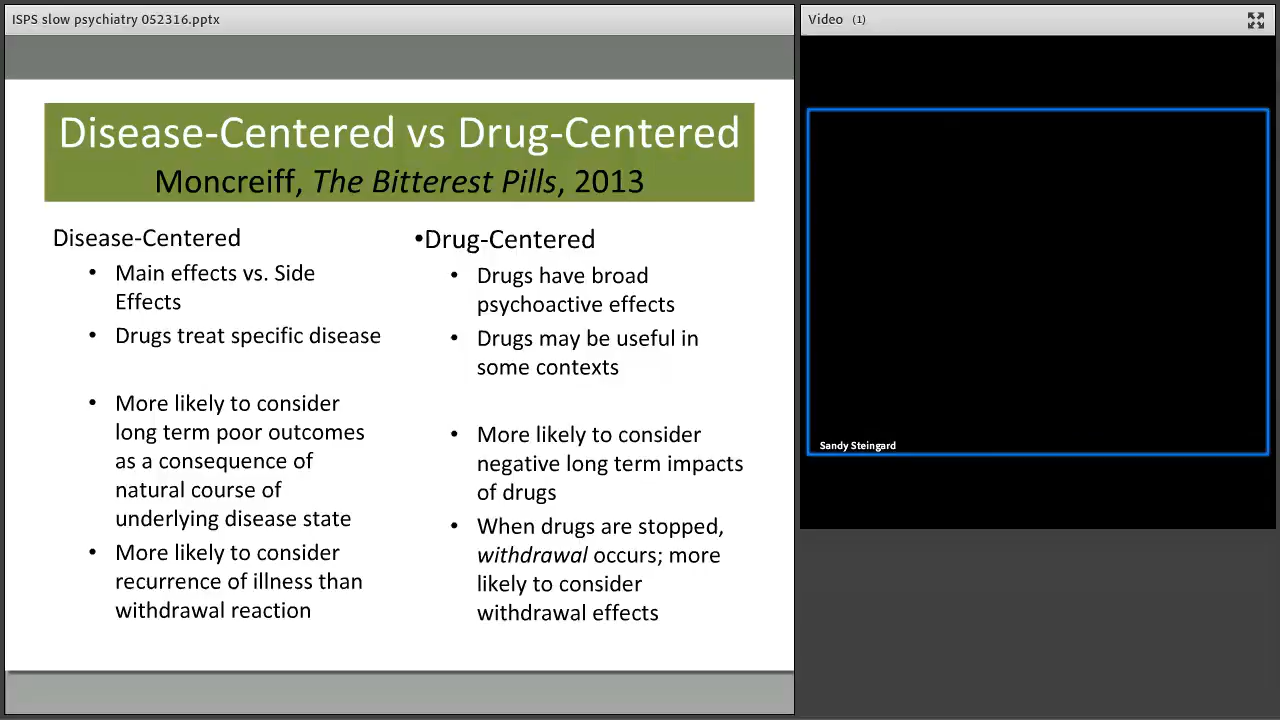 ISPS slow psychiatry 052316.pptx
Video (1)
Disease-Centered vs Drug-Centered
Moncreiff, The Bitterest Pills, 2013
Disease-Centered
• Main effects vs. Side
Effects
• Drugs treat specific disease
• More likely to consider
long term poor outcomes
as a consequence of
natural course of
underlying disease state
• More likely to consider
recurrence of illness than
withdrawal reaction
•Drug-Centered
• Drugs have broad
psychoactive effects
• Drugs may be useful in
some contexts
• More likely to consider
negative long term impacts
of drugs
• When drugs are stopped,
withdrawal occurs; more
likely to consider
withdrawal effects
Sandy Steingard